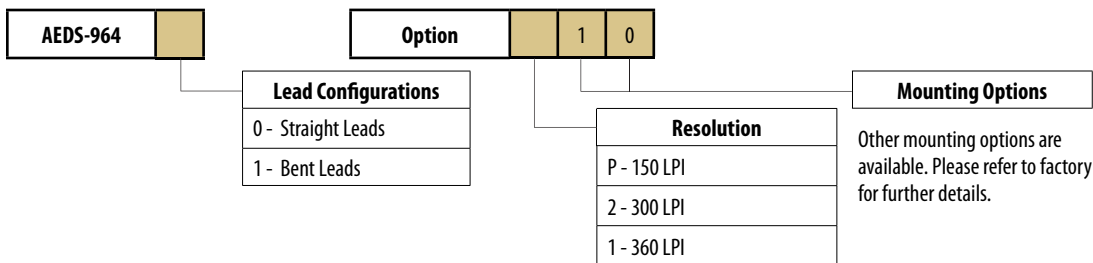 AEDS-964
Option 1 0
Lead Configurations
0 - Straight Leads
1 - Bent Leads
Resolution
P - 150 LPI
2 - 300 LPI
1 - 360 LPI
Mounting Options
Other mounting options are
available. Please refer to factory
for further details.